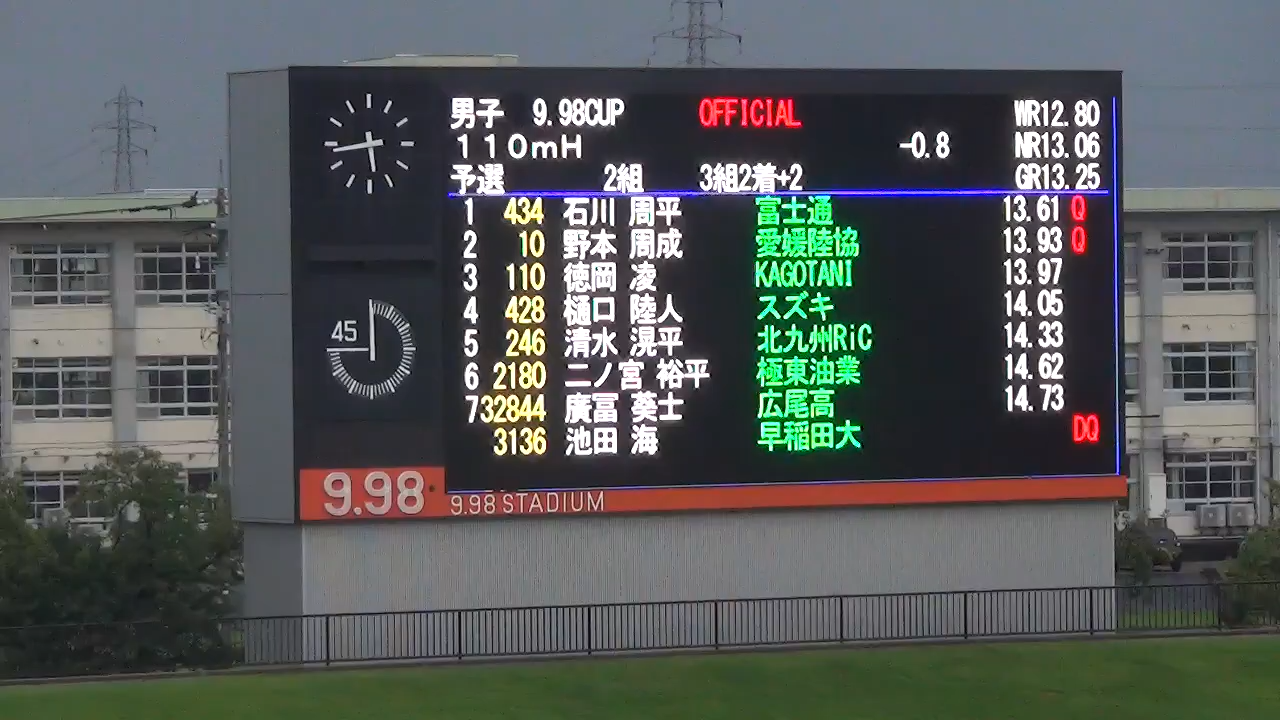 男子 9.98CUP OFFICIAL WR12.80
110mH -0.8 NR13.06
予選 2組 3組2着+2 GR13.25
1 434 石川 周平 富士通 13.61 Q
2 10 野本 周成 愛媛陸協 13.93 Q
3 110 徳岡 凌 KAGOTANI 13.97
4 428 樋口 陸人 スズキ 14.05
5 246 清水 滉平 北九州RiC 14.33
6 2180 二ノ宮 裕平 極東油業 14.62
7 32844 廣冨 葵士 広尾高 14.73
3136 池田 海 早稲田大 DQ
45
9.98 9.98 STADIUM